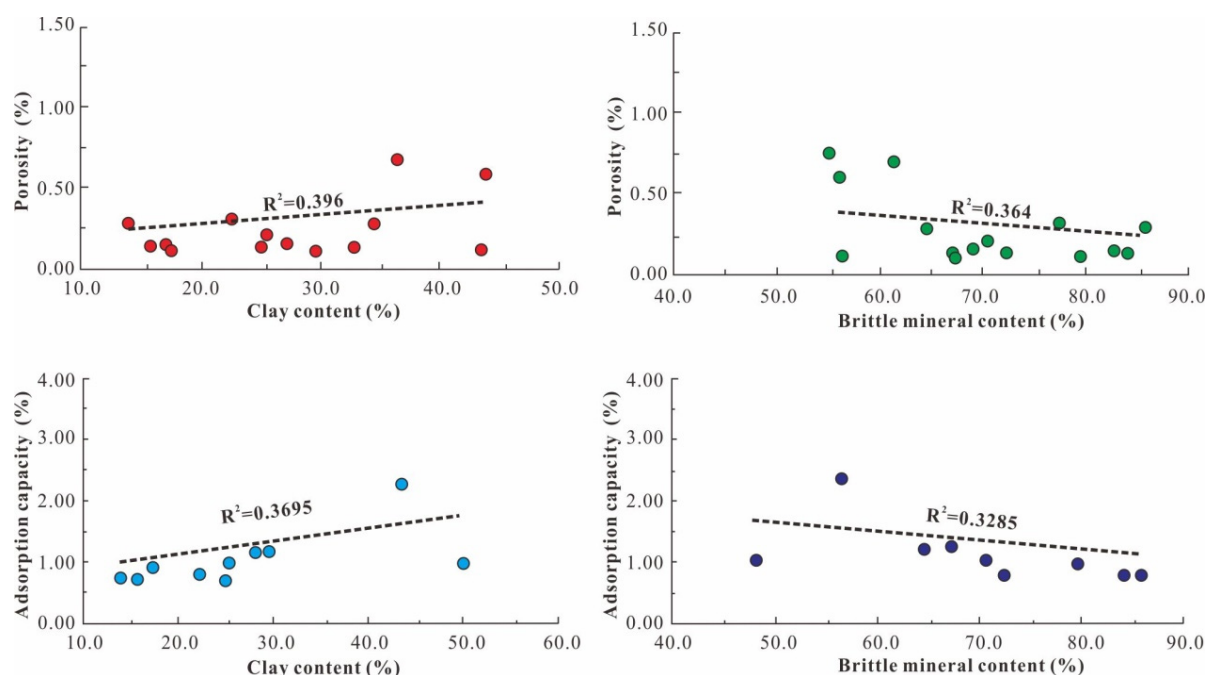 1.50
1.00
0.50
0.00
Porosity (%)
R²=0.396
10.0 20.0 30.0 40.0 50.0
Clay content (%)
1.50
1.00
0.50
0.00
Porosity (%)
R²=0.364
40.0 50.0 60.0 70.0 80.0 90.0
Brittle mineral content (%)
4.00
3.00
2.00
1.00
0.00
Adsorption capacity (%)
R²=0.3695
10.0 20.0 30.0 40.0 50.0 60.0
Clay content (%)
4.00
3.00
2.00
1.00
0.00
Adsorption capacity (%)
R²=0.3285
40.0 50.0 60.0 70.0 80.0 90.0
Brittle mineral content (%)